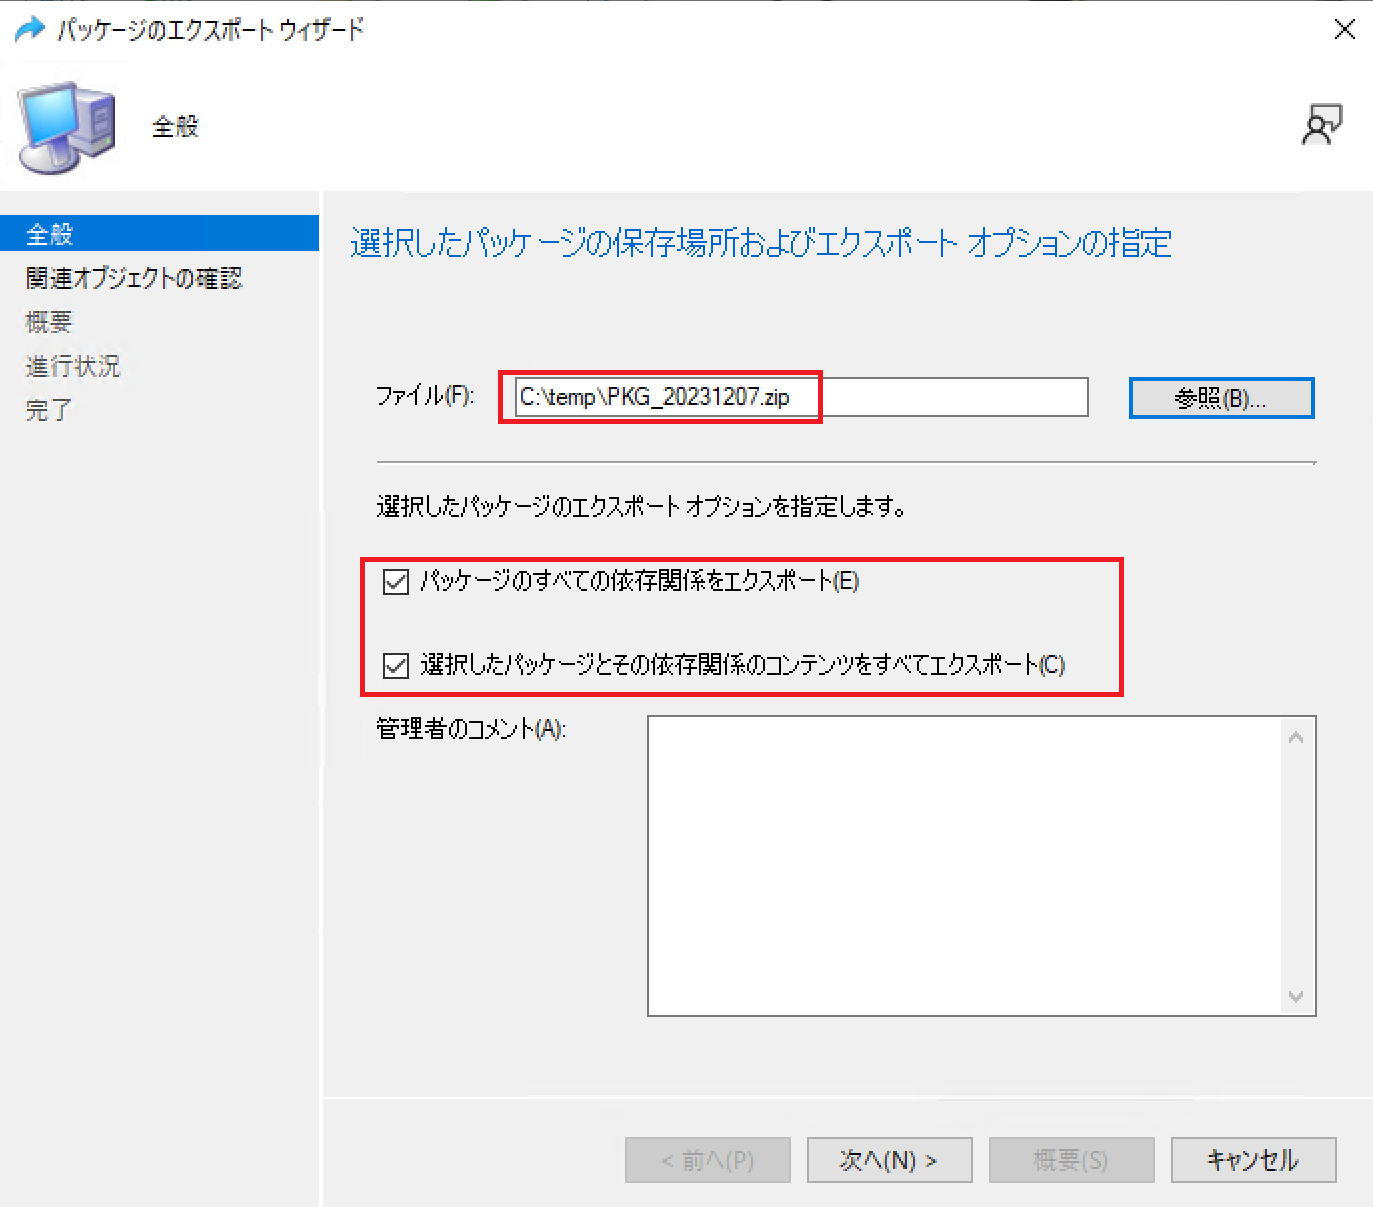 パッケージのエクスポート ウィザード
全般
全般
関連オブジェクトの確認
概要
進行状況
完了
選択したパッケージの保存場所およびエクスポート オプションの指定
ファイル(F):
C:\temp\PKG_20231207.zip
参照(B)...
選択したパッケージのエクスポート オプションを指定します。
パッケージのすべての依存関係をエクスポート(E)
選択したパッケージとその依存関係のコンテンツをすべてエクスポート(C)
管理者のコメント(A):
< 前へ(P)
次へ(N) >
概要(S)
キャンセル